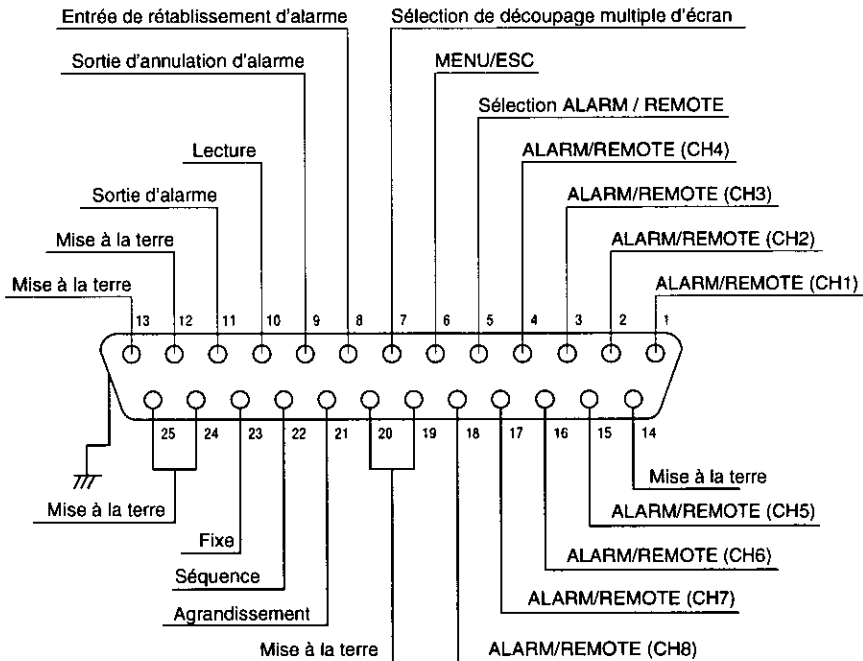 Entrée de rétablissement d'alarme
Sélection de découpage multiple d'écran
Sortie d'annulation d'alarme
MENU/ESC
Sélection ALARM / REMOTE
Lecture
ALARM/REMOTE (CH4)
Sortie d'alarme
ALARM/REMOTE (CH3)
Mise à la terre
ALARM/REMOTE (CH2)
Mise à la terre
ALARM/REMOTE (CH1)
13 12 11 10 9 8 7 6 5 4 3 2 1
25 24 23 22 21 20 19 18 17 16 15 14
Mise à la terre
Mise à la terre
ALARM/REMOTE (CH5)
Fixe
ALARM/REMOTE (CH6)
Séquence
ALARM/REMOTE (CH7)
Agrandissement
Mise à la terre
ALARM/REMOTE (CH8)